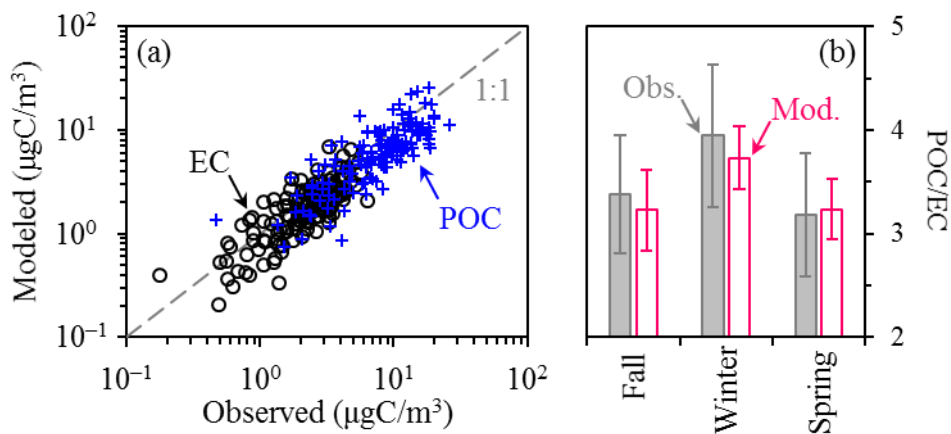 (a)
(b)
1:1
EC
POC
Obs.
Mod.
Modeled (μgC/m³)
10²
10¹
10⁰
10⁻¹
10⁻¹ 10⁰ 10¹ 10²
Observed (μgC/m³)
5
4
3
2
POC/EC
Fall
Winter
Spring